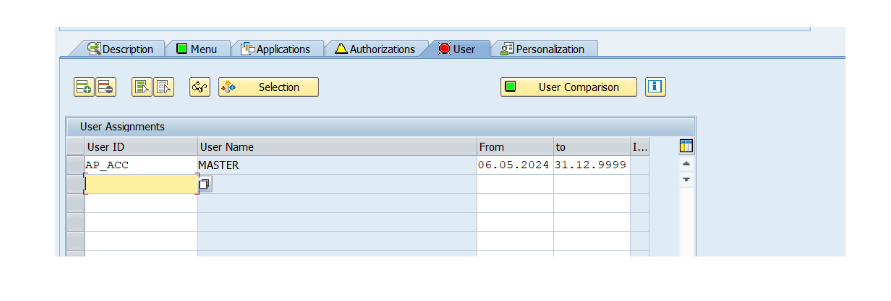 Description Menu Applications Authorizations User Personalization
Selection User Comparison
User Assignments
User ID User Name From to I...
AP_ACC MASTER 06.05.2024 31.12.9999